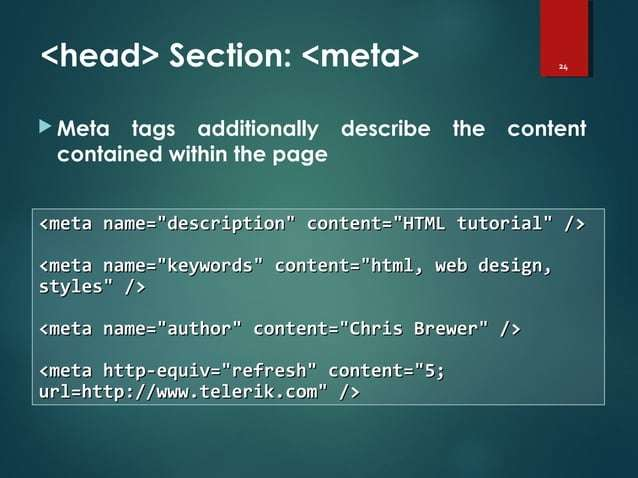 <head> Section: <meta>
24
Meta tags additionally describe the content
contained within the page
<meta name="description" content="HTML tutorial" />
<meta name="keywords" content="html, web design,
styles" />
<meta name="author" content="Chris Brewer" />
<meta http-equiv="refresh" content="5;
url=http://www.telerik.com" />